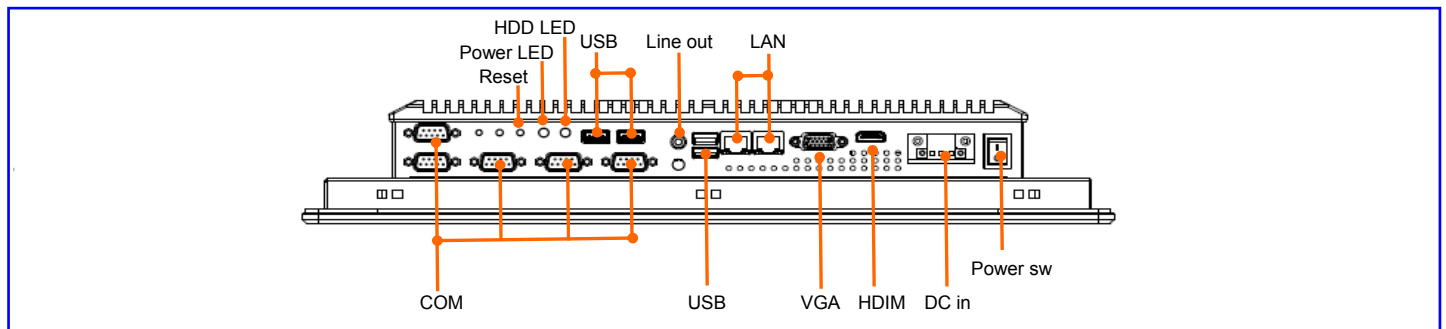 HDD LED
USB
Line out
LAN
Power LED
Reset
Power sw
COM
USB
VGA
HDIM
DC in